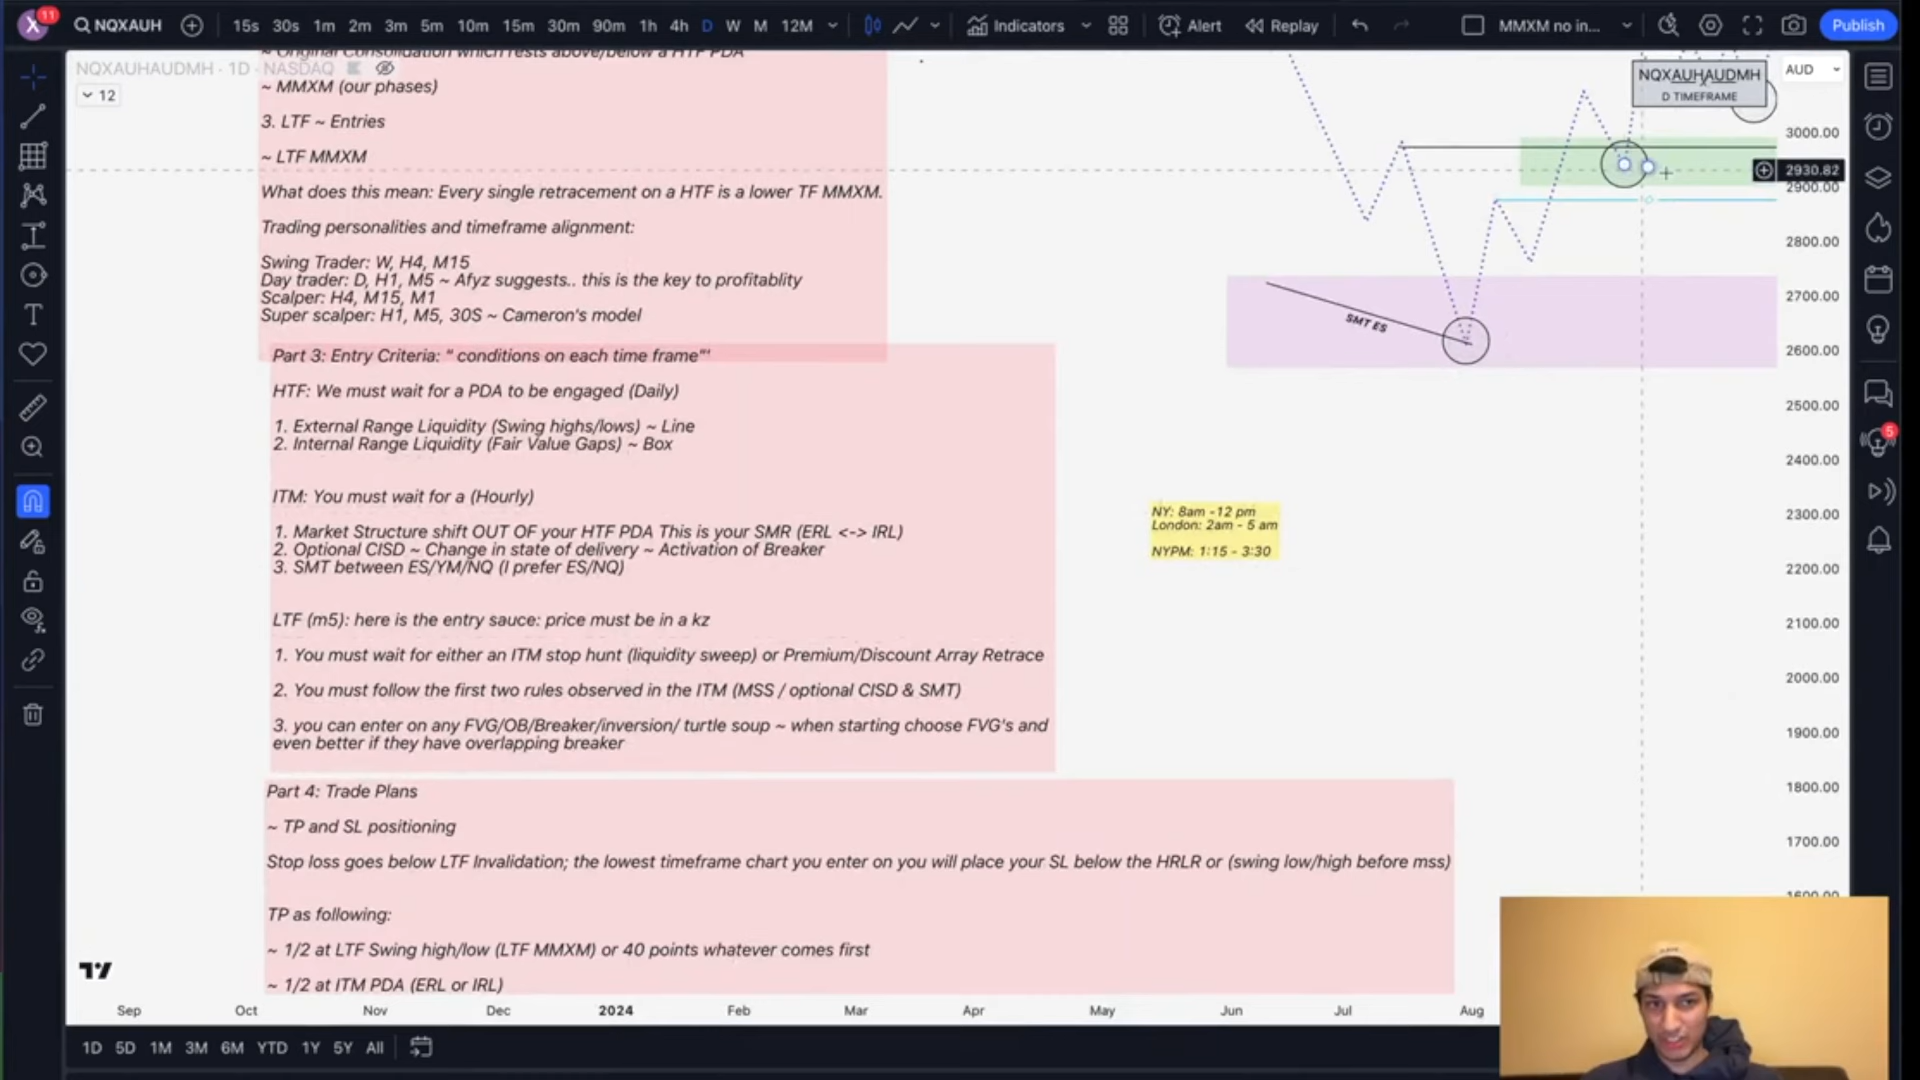 X
11
NQXAUH
15s 30s 1m 2m 3m 5m 10m 15m 30m 90m 1h 4h D W M 12M
Indicators
Alert
Replay
MMXM no in...
Publish
~ Original Consolidation which rests above/below a HTF PDA
NQXAUHAUDMH · 1D · NASDAQ
12
~ MMXM (our phases)
3. LTF ~ Entries
~ LTF MMXM
What does this mean: Every single retracement on a HTF is a lower TF MMXM.
Trading personalities and timeframe alignment:
Swing Trader: W, H4, M15
Day trader: D, H1, M5 ~ Afyz suggests.. this is the key to profitablity
Scalper: H4, M15, M1
Super scalper: H1, M5, 30S ~ Cameron's model
Part 3: Entry Criteria: " conditions on each time frame"'
HTF: We must wait for a PDA to be engaged (Daily)
1. External Range Liquidity (Swing highs/lows) ~ Line
2. Internal Range Liquidity (Fair Value Gaps) ~ Box
ITM: You must wait for a (Hourly)
1. Market Structure shift OUT OF your HTF PDA This is your SMR (ERL <-> IRL)
2. Optional CISD ~ Change in state of delivery ~ Activation of Breaker
3. SMT between ES/YM/NQ (I prefer ES/NQ)
LTF (m5): here is the entry sauce: price must be in a kz
1. You must wait for either an ITM stop hunt (liquidity sweep) or Premium/Discount Array Retrace
2. You must follow the first two rules observed in the ITM (MSS / optional CISD & SMT)
3. you can enter on any FVG/OB/Breaker/inversion/ turtle soup ~ when starting choose FVG's and
even better if they have overlapping breaker
Part 4: Trade Plans
~ TP and SL positioning
Stop loss goes below LTF Invalidation; the lowest timeframe chart you enter on you will place your SL below the HRLR or (swing low/high before mss)
TP as following:
~ 1/2 at LTF Swing high/low (LTF MMXM) or 40 points whatever comes first
~ 1/2 at ITM PDA (ERL or IRL)
NY: 8am -12 pm
London: 2am - 5 am
NYPM: 1:15 - 3:30
SMT ES
NQXAUHAUDMH
D TIMEFRAME
AUD
3000.00
2930.82
2900.00
2800.00
2700.00
2600.00
2500.00
2400.00
2300.00
2200.00
2100.00
2000.00
1900.00
1800.00
1700.00
1600.00
5
Sep Oct Nov Dec 2024 Feb Mar Apr May Jun Jul Aug
1D 5D 1M 3M 6M YTD 1Y 5Y All